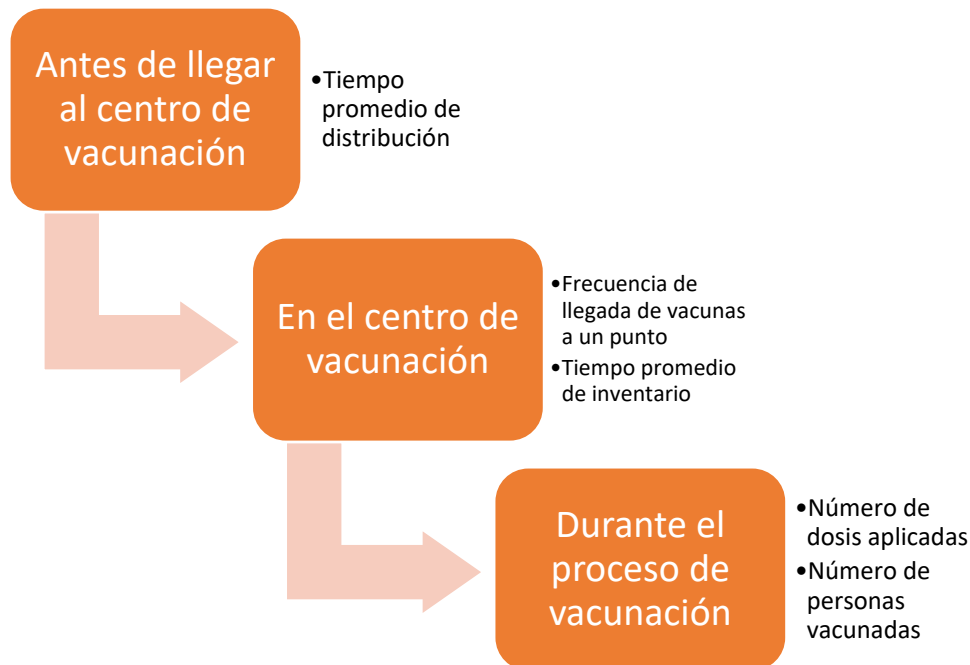 Antes de llegar
al centro de
vacunación
•Tiempo
promedio de
distribución
En el centro de
vacunación
•Frecuencia de
llegada de vacunas
a un punto
•Tiempo promedio
de inventario
Durante el
proceso de
vacunación
•Número de
dosis aplicadas
•Número de
personas
vacunadas